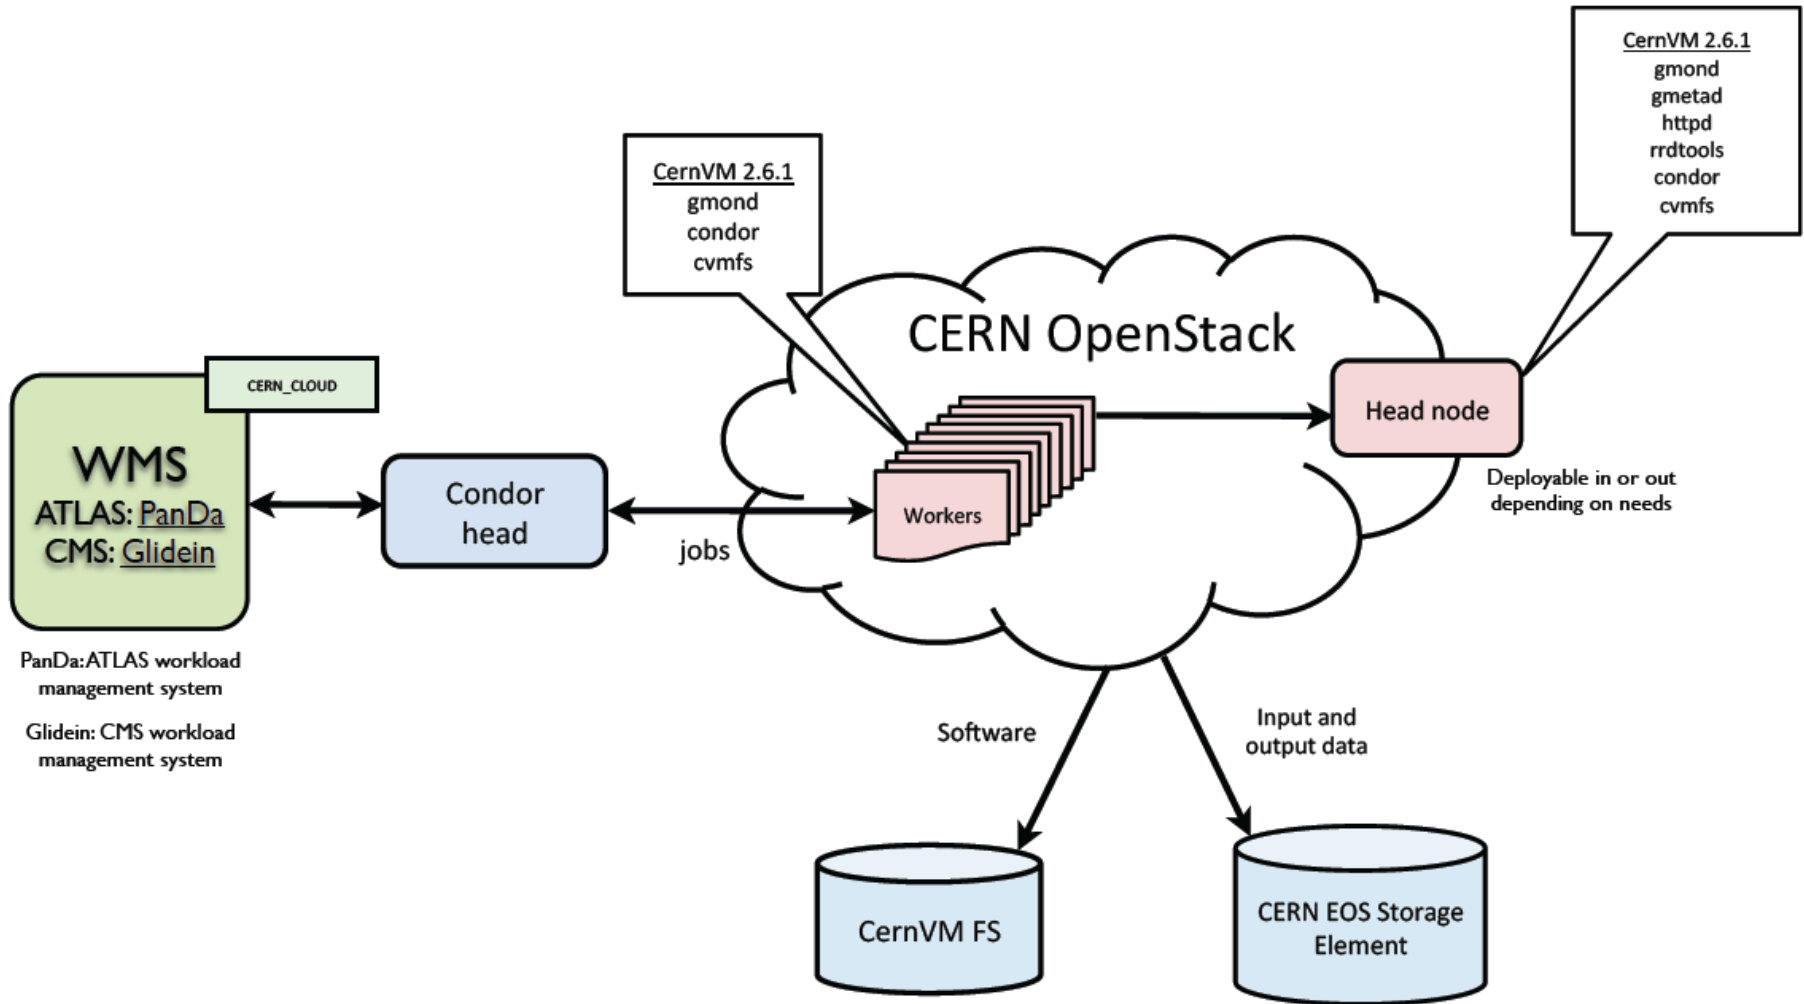 CernVM 2.6.1
gmond
gmetad
httpd
rrdtools
condor
cvmfs
CernVM 2.6.1
gmond
condor
cvmfs
CERN OpenStack
CERN_CLOUD
WMS
ATLAS: PanDa
CMS: Glidein
Condor
head
jobs
Workers
Head node
Deployable in or out
depending on needs
PanDa:ATLAS workload
management system
Glidein: CMS workload
management system
Software
Input and
output data
CernVM FS
CERN EOS Storage
Element